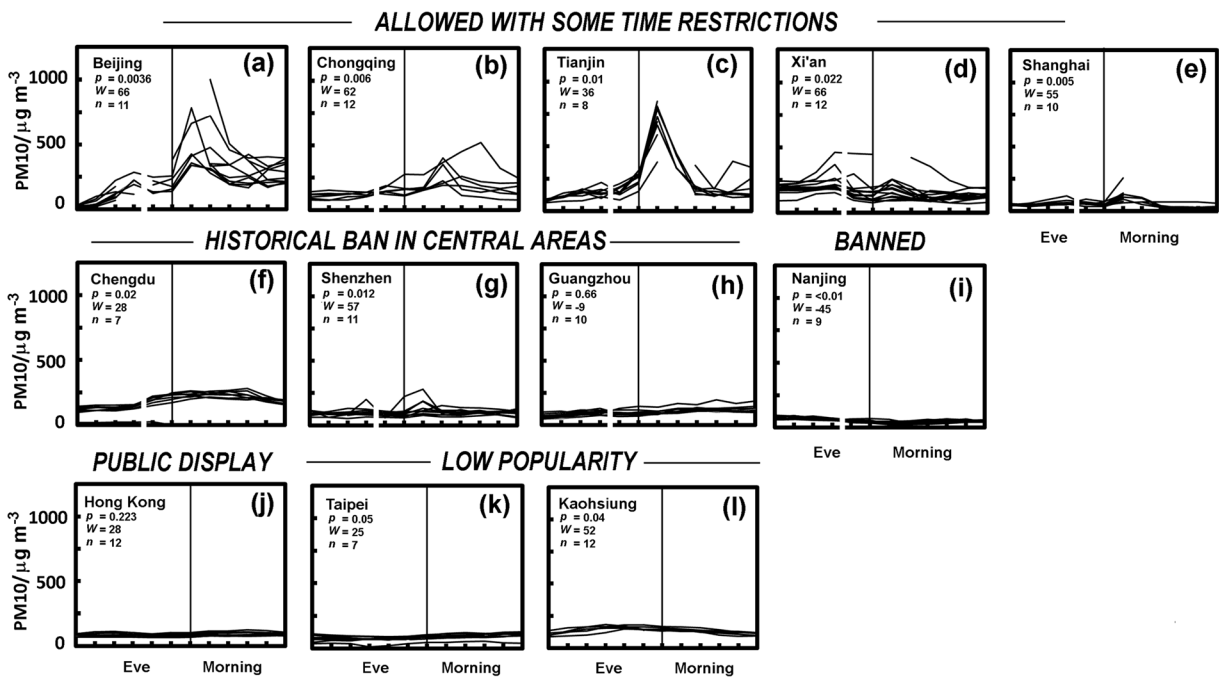 ALLOWED WITH SOME TIME RESTRICTIONS
PM10/µg m-3
1000
500
0
Beijing
(a)
p = 0.0036
W = 66
n = 11
Chongqing
(b)
p = 0.006
W = 62
n = 12
Tianjin
(c)
p = 0.01
W = 36
n = 8
Xi'an
(d)
p = 0.022
W = 66
n = 12
Shanghai
(e)
p = 0.005
W = 55
n = 10
Eve Morning
HISTORICAL BAN IN CENTRAL AREAS
BANNED
PM10/µg m-3
1000
500
0
Chengdu
(f)
p = 0.02
W = 28
n = 7
Shenzhen
(g)
p = 0.012
W = 57
n = 11
Guangzhou
(h)
p = 0.66
W = -9
n = 10
Nanjing
(i)
p = <0.01
W = -45
n = 9
Eve Morning
PUBLIC DISPLAY
LOW POPULARITY
PM10/µg m-3
1000
500
0
Hong Kong
(j)
p = 0.223
W = 28
n = 12
Taipei
(k)
p = 0.05
W = 25
n = 7
Kaohsiung
(l)
p = 0.04
W = 52
n = 12
Eve Morning
Eve Morning
Eve Morning